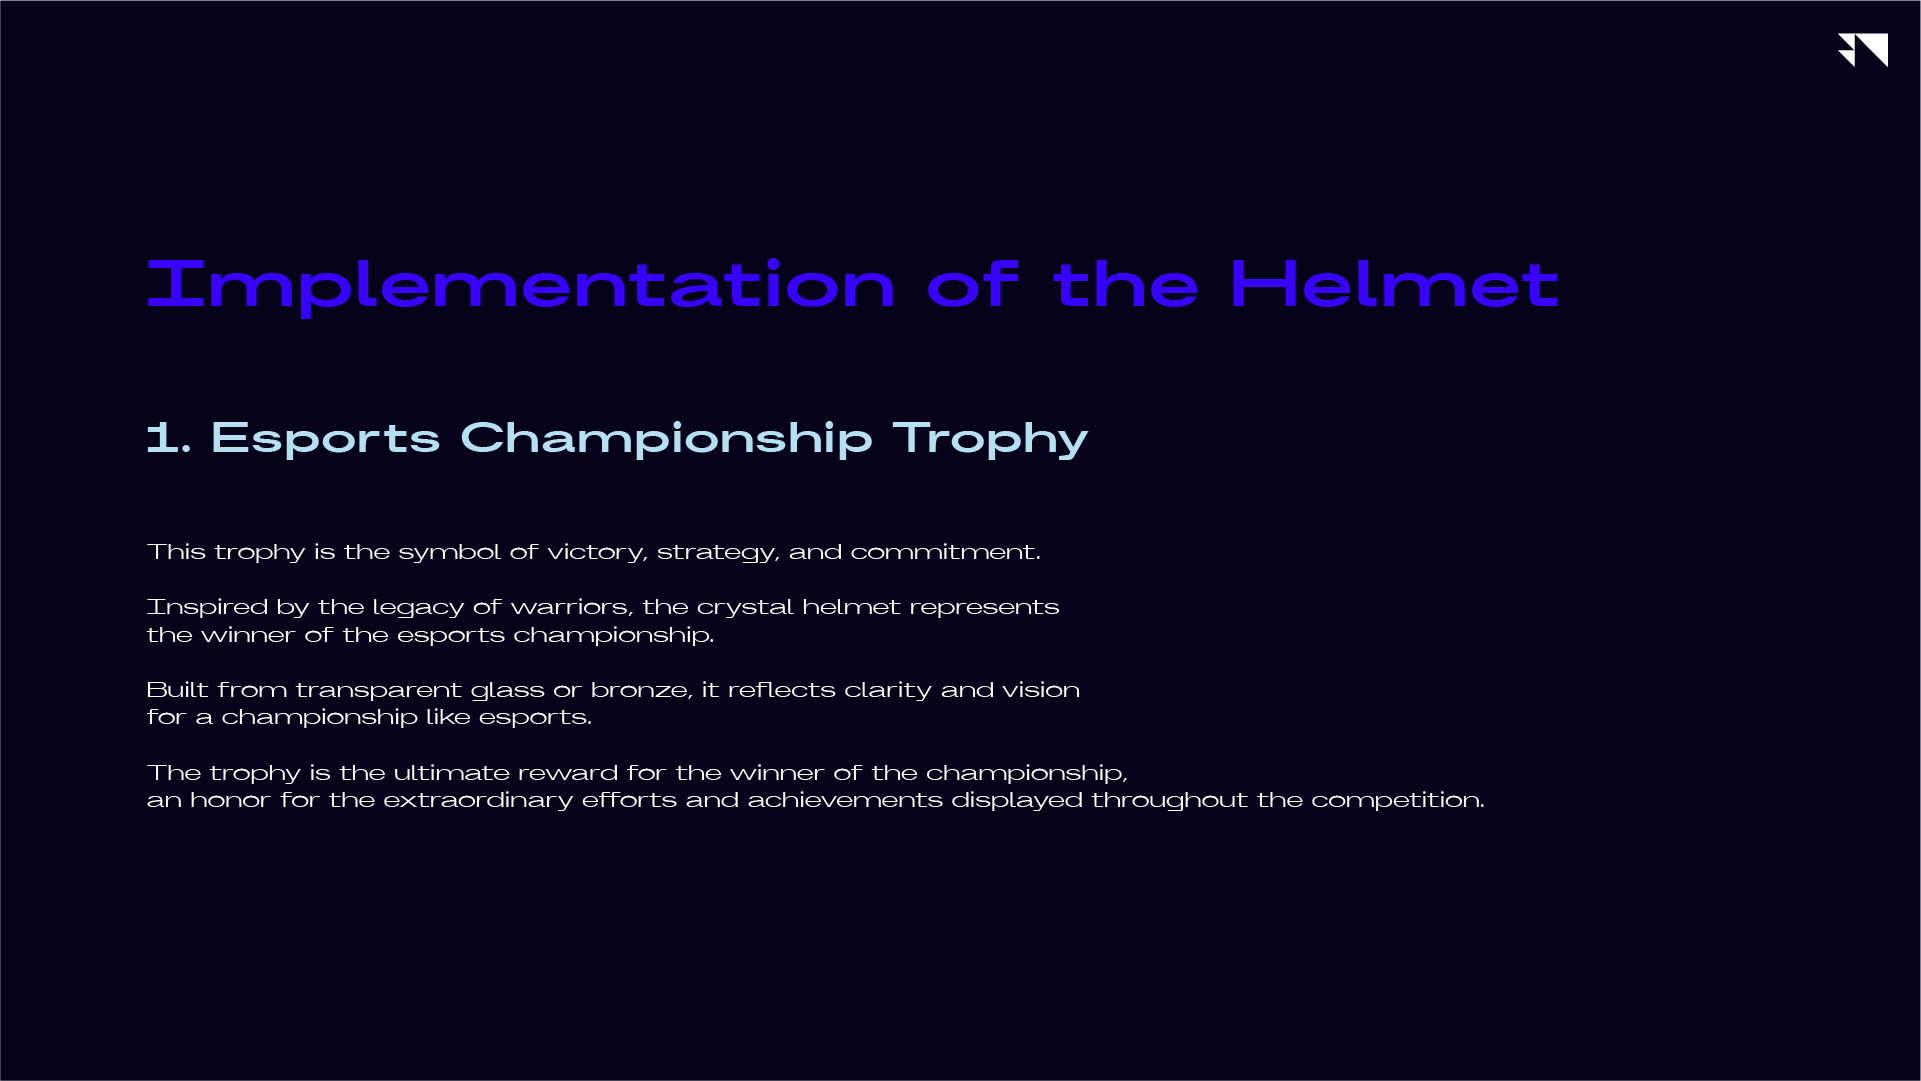 Implementation of the Helmet
1. Esports Championship Trophy
This trophy is the symbol of victory, strategy, and commitment.
Inspired by the legacy of warriors, the crystal helmet represents
the winner of the esports championship.
Built from transparent glass or bronze, it reflects clarity and vision
for a championship like esports.
The trophy is the ultimate reward for the winner of the championship,
an honor for the extraordinary efforts and achievements displayed throughout the competition.